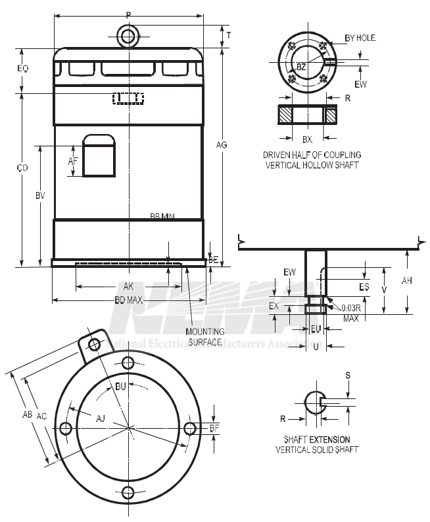 P
T
BY HOLE.
BZ
EQ
EW
R
BX
AG
DRIVEN HALF OF COUPLING
VERTICAL HOLLOW SHAFT
CD
BV
AF
BB MIN
BE
L
L
AK
BD MAX
EW
ES
V
AH
EX
0.03R
MAX
EU
U
MOUNTING
SURFACE
NEMA
National Electrical Manufacturers Association
BU
S
AB
AC
AJ
BF
R
SHAFT EXTENSION
VERTICAL SOLID SHAFT